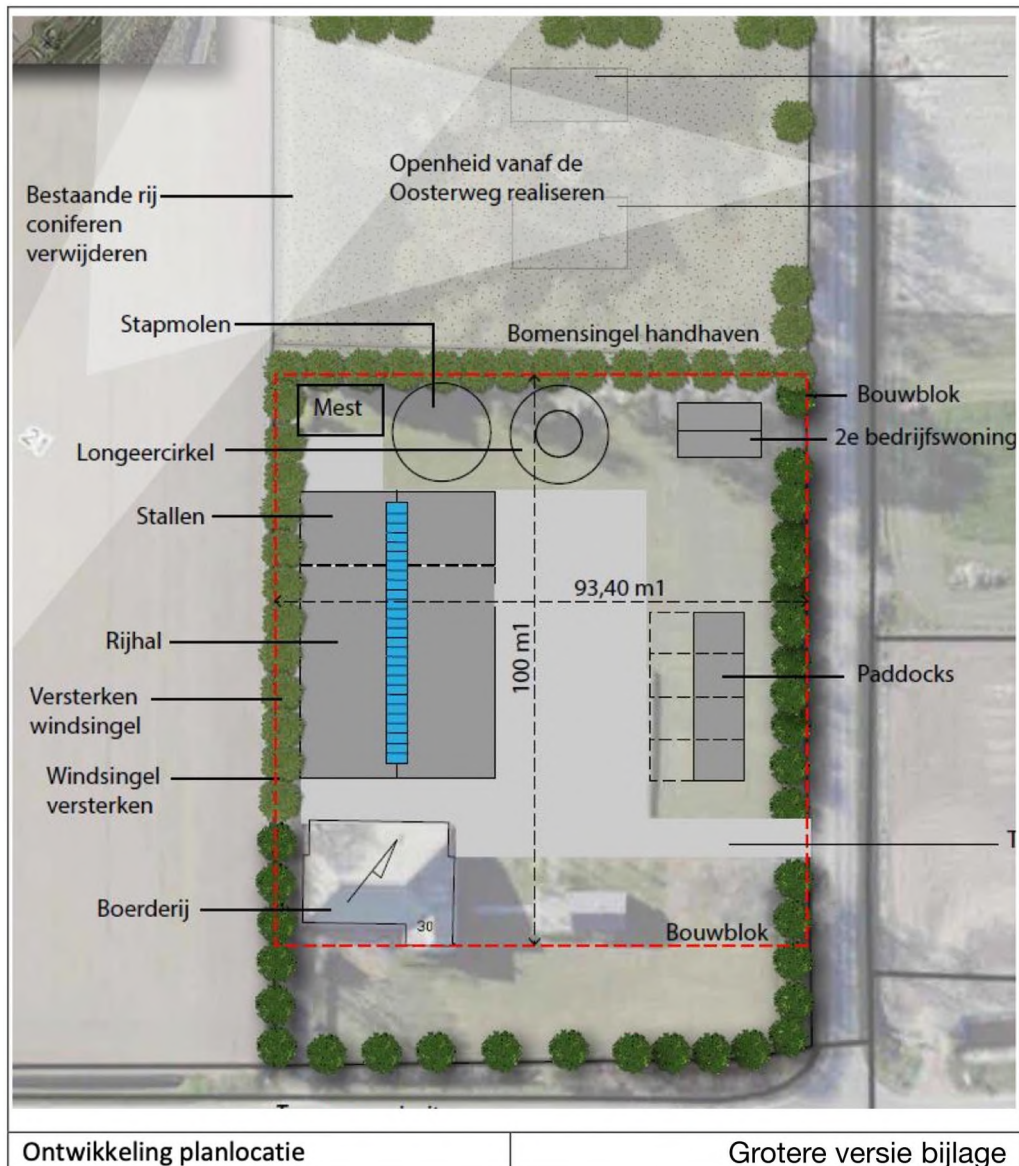 Openheid vanaf de
Oosterweg realiseren
Bestaande rij
coniferen
verwijderen
Stapmolen
Bomensingel handhaven
Mest
Bouwblok
2e bedrijfswoning
Longeercirkel
Stallen
93,40 m1
100 m1
Rijhal
Paddocks
Versterken
windsingel
Windsingel
versterken
T
Boerderij
30
Bouwblok
Ontwikkeling planlocatie
Grotere versie bijlage